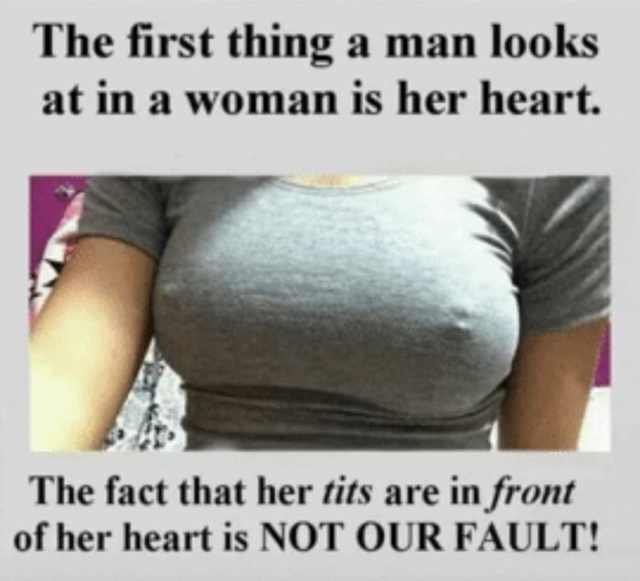 The first thing a man looks
at in a woman is her heart.
The fact that her tits are in front
of her heart is NOT OUR FAULT!